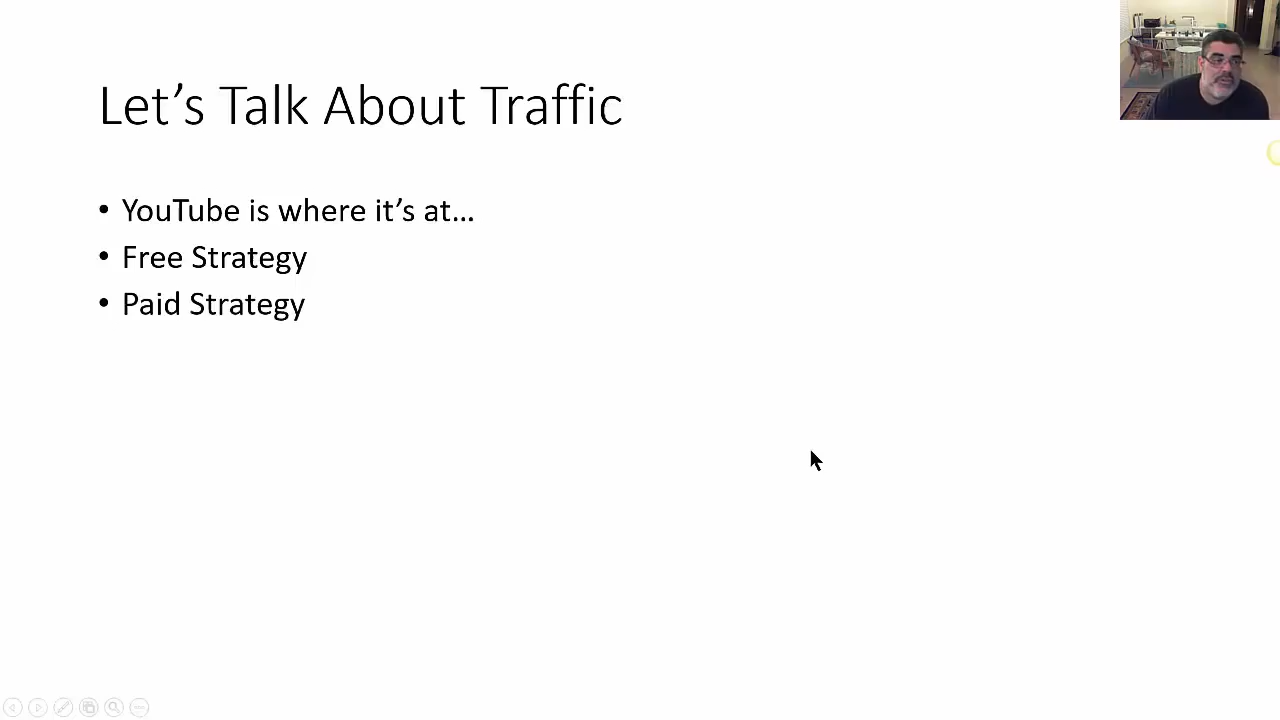 Let’s Talk About Traffic
• YouTube is where it’s at…
• Free Strategy
• Paid Strategy